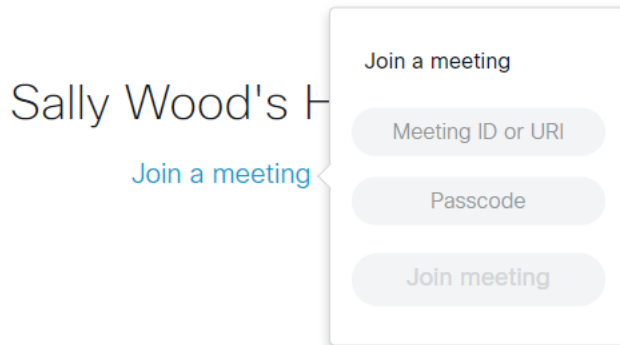 Sally Wood's H
Join a meeting
Join a meeting
Meeting ID or URI
Passcode
Join meeting